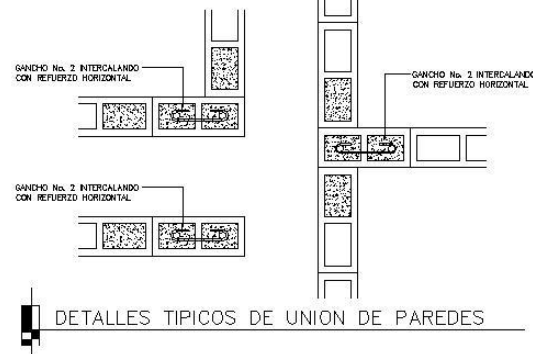 GANCHO No. 2 INTERCALANDO
CON REFUERZO HORIZONTAL
GANCHO No. 2 INTERCALANDO
CON REFUERZO HORIZONTAL
GANCHO No. 2 INTERCALANDO
CON REFUERZO HORIZONTAL
DETALLES TIPICOS DE UNION DE PAREDES